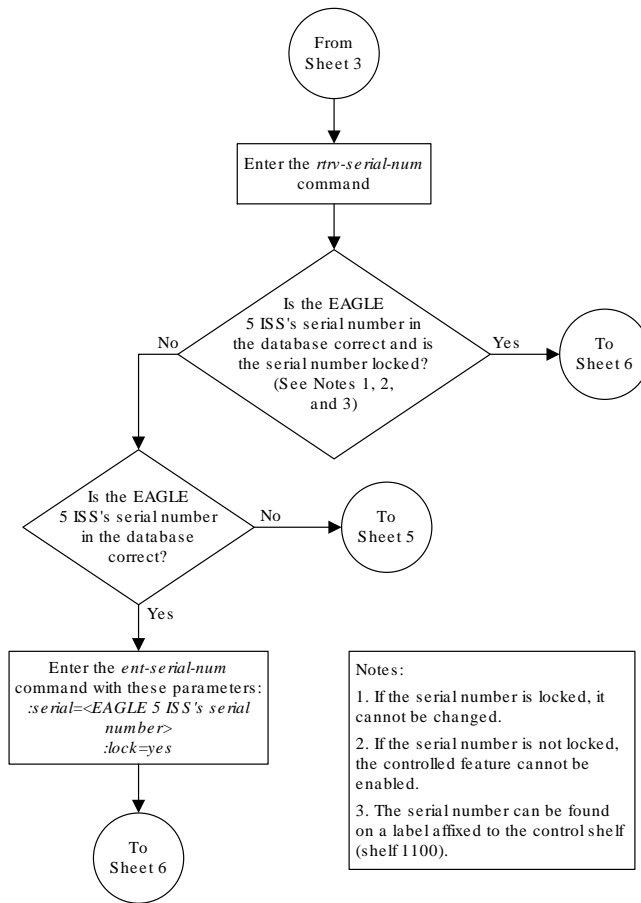 From
Sheet 3
Enter the rtrv-serial-num
command
Is the EAGLE
5 ISS's serial number in
the database correct and is
the serial number locked?
(See Notes 1, 2,
and 3)
No
Yes
To
Sheet 6
Is the EAGLE
5 ISS's serial number
in the database
correct?
No
To
Sheet 5
Yes
Enter the ent-serial-num
command with these parameters:
:serial=<EAGLE 5 ISS's serial
number>
:lock=yes
To
Sheet 6
Notes:
1. If the serial number is locked, it
cannot be changed.
2. If the serial number is not locked,
the controlled feature cannot be
enabled.
3. The serial number can be found
on a label affixed to the control shelf
(shelf 1100).